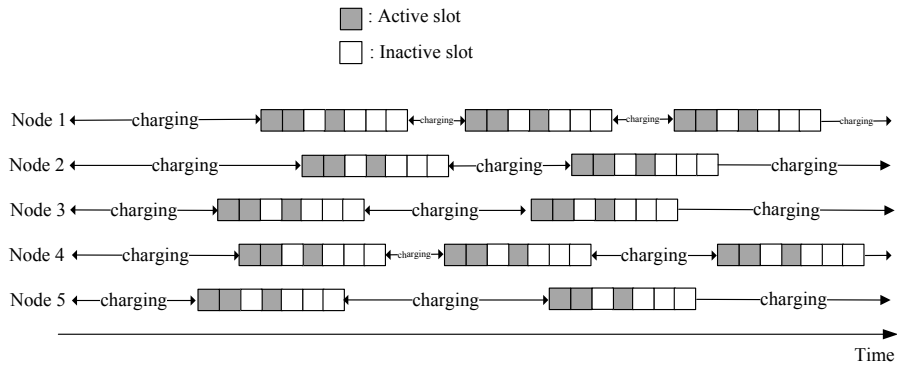 : Active slot
: Inactive slot
Node 1 charging charging charging charging
Node 2 charging charging charging
Node 3 charging charging charging
Node 4 charging charging charging
Node 5 charging charging charging
Time